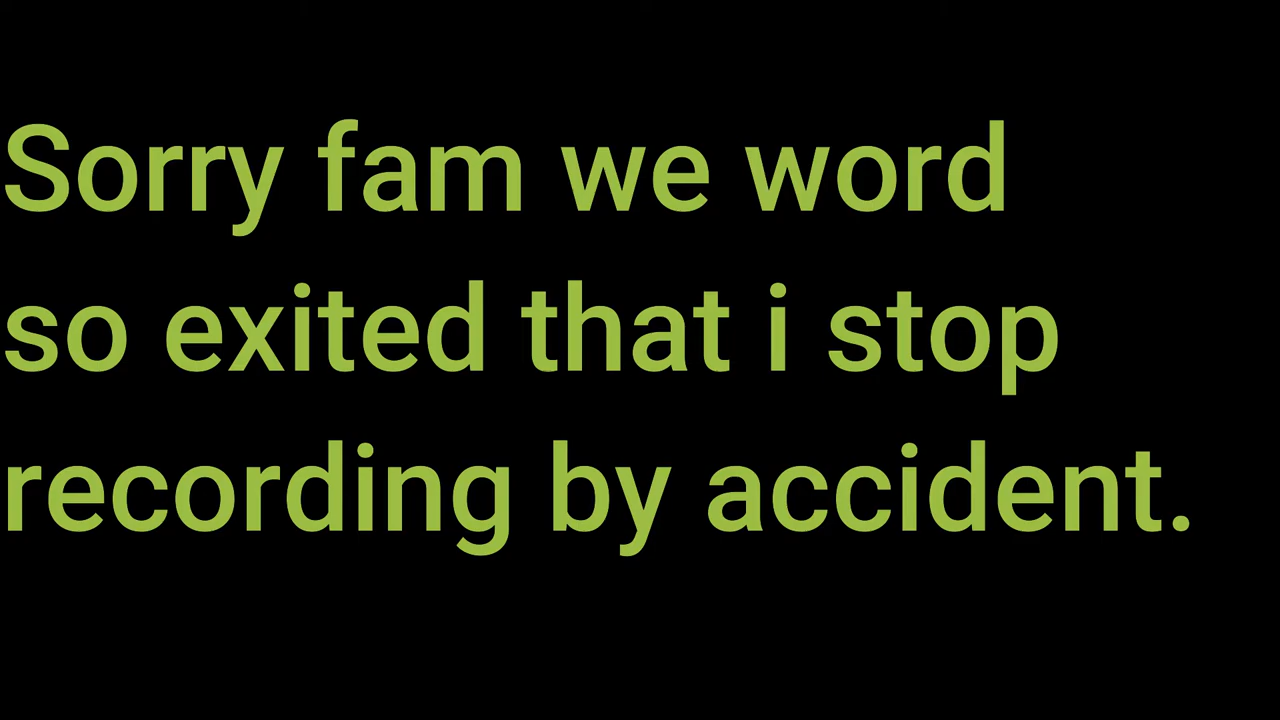 Sorry fam we word
so exited that i stop
recording by accident.